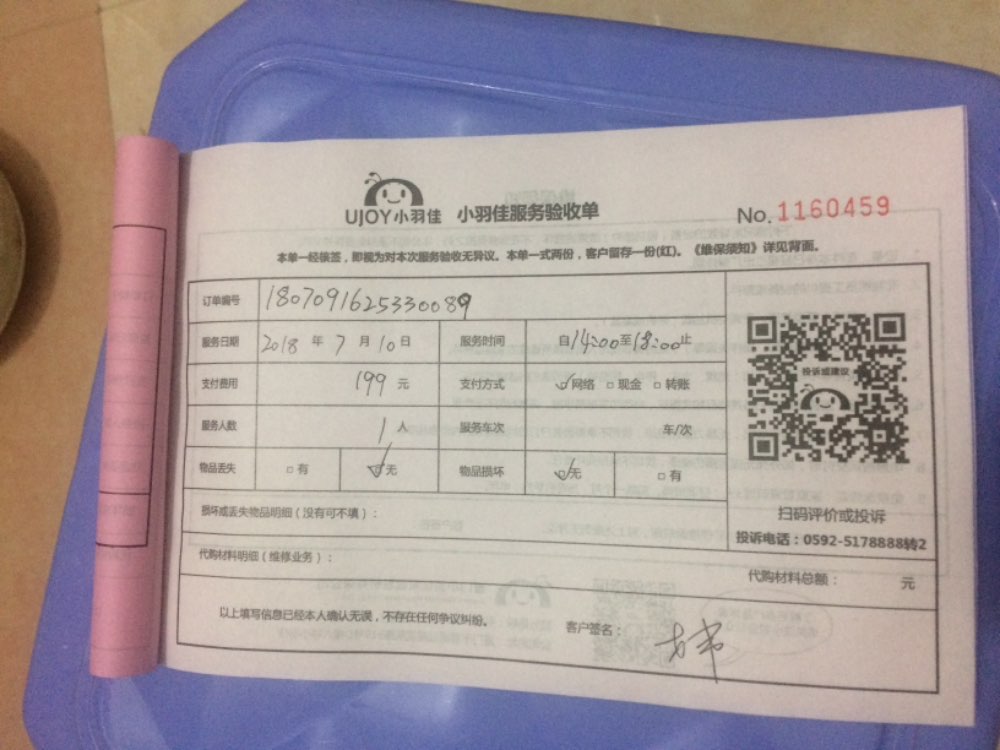 UJOY小羽佳 小羽佳服务验收单
No. 1160459
本单一经俵签，即视为对本次服务验收无异议。本单一式两份，客户留存一份(红)。《维保须知》详见背面。
订单编号 1807091625330089
服务日期 2018 年 7 月 10 日 服务时间 自14:00至18:00止
支付费用 199 元 支付方式 ☑网络 □现金 □转账
服务人数 1 人 服务车次 车/次
物品丢失 □有 ☑无 物品损坏 ☑无 □有
投诉或建议
扫码评价或投诉
投诉电话：0592-5178888转2
损坏或丢失物品明细（没有可不填）：
代购材料明细（维修业务）：
代购材料总额： 元
以上填写信息已经本人确认无误，不存在任何争议纠纷。
客户签名：